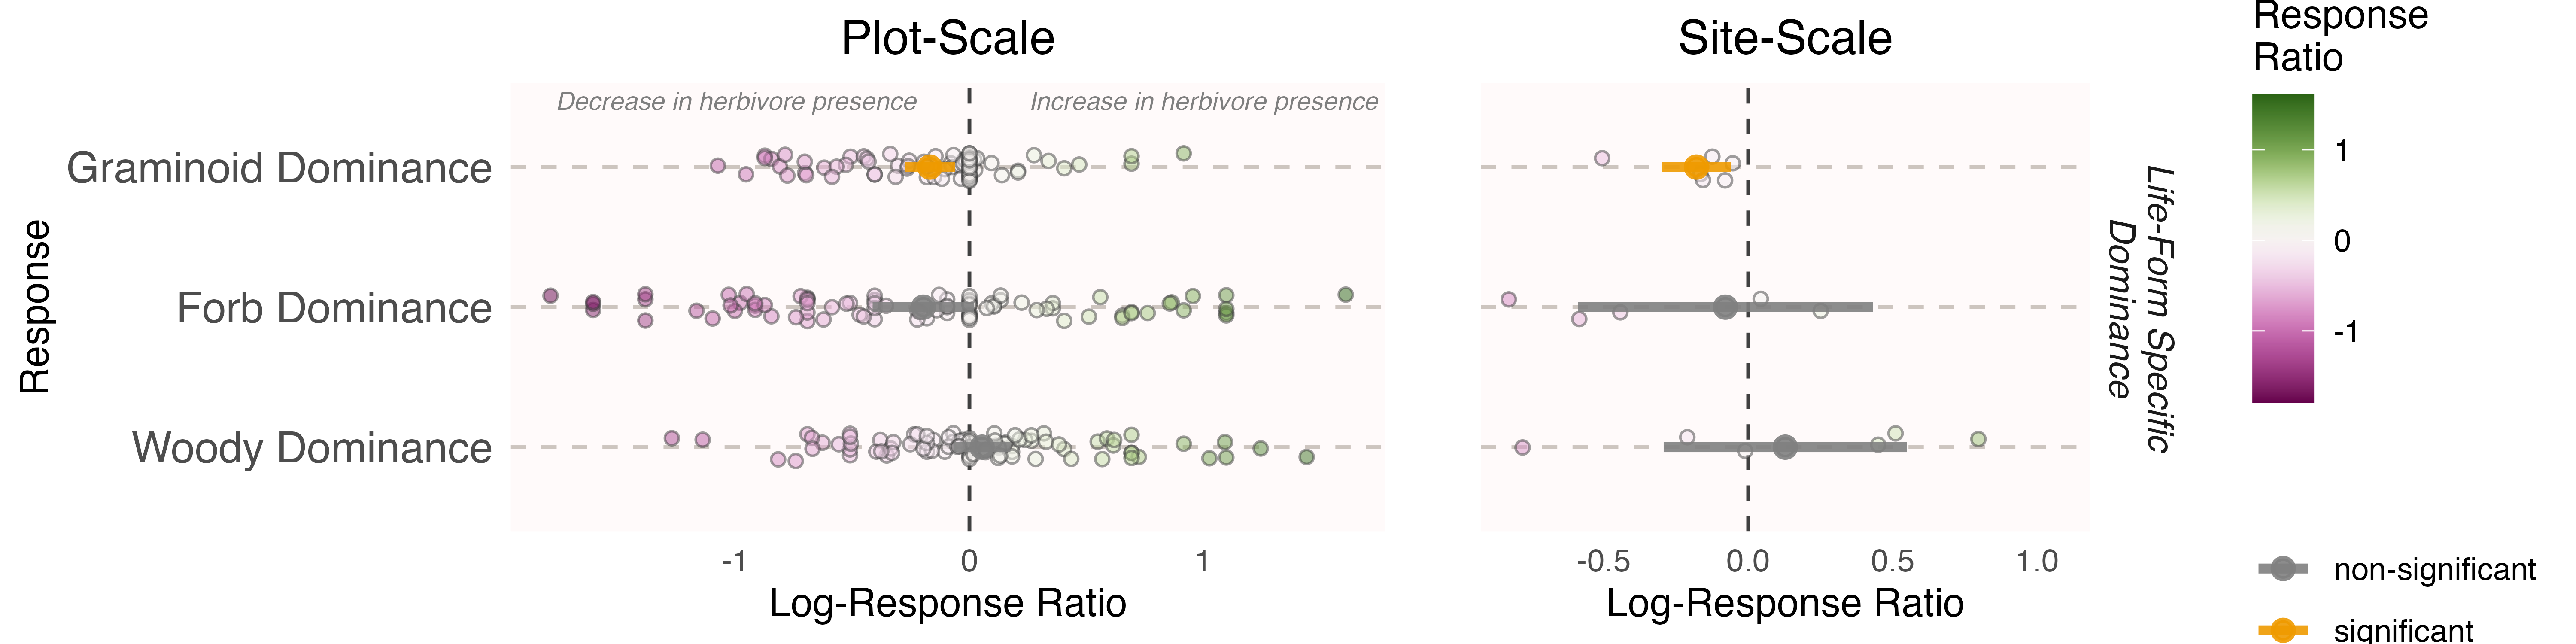 Plot-Scale
Site-Scale
Response
Ratio
Decrease in herbivore presence
Increase in herbivore presence
Response
Graminoid Dominance
Forb Dominance
Woody Dominance
-1
0
1
Log-Response Ratio
-0.5
0.0
0.5
1.0
Log-Response Ratio
Life-Form Specific
Dominance
1
0
-1
non-significant
significant